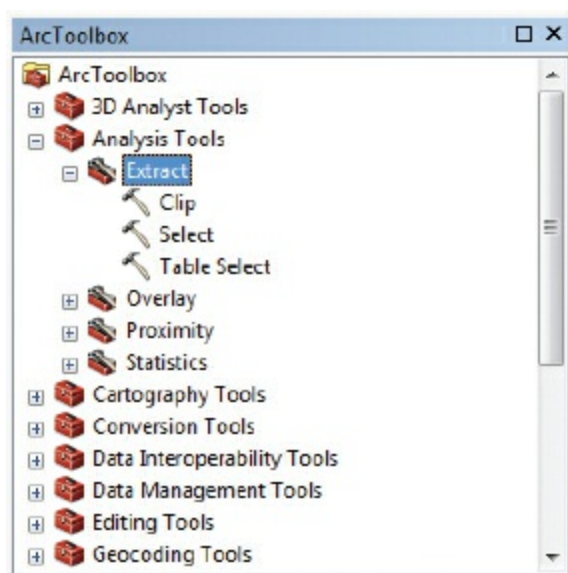 ArcToolbox
ArcToolbox
3D Analyst Tools
Analysis Tools
Extract
Clip
Select
Table Select
Overlay
Proximity
Statistics
Cartography Tools
Conversion Tools
Data Interoperability Tools
Data Management Tools
Editing Tools
Geocoding Tools